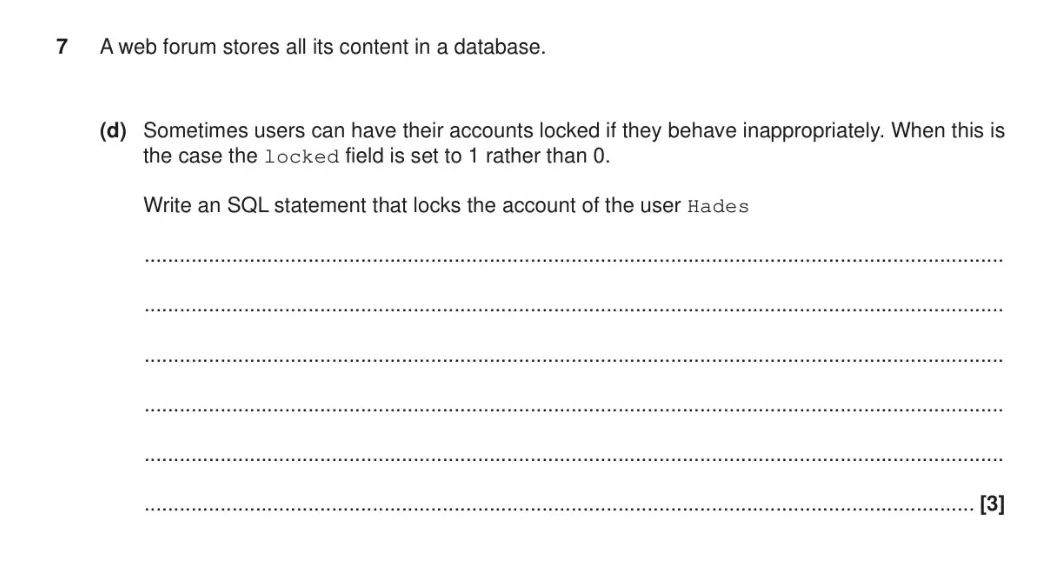 7 A web forum stores all its content in a database.
(d) Sometimes users can have their accounts locked if they behave inappropriately. When this is
the case the locked field is set to 1 rather than 0.
Write an SQL statement that locks the account of the user Hades
..........
..........
..........
..........
..........
.......... [3]